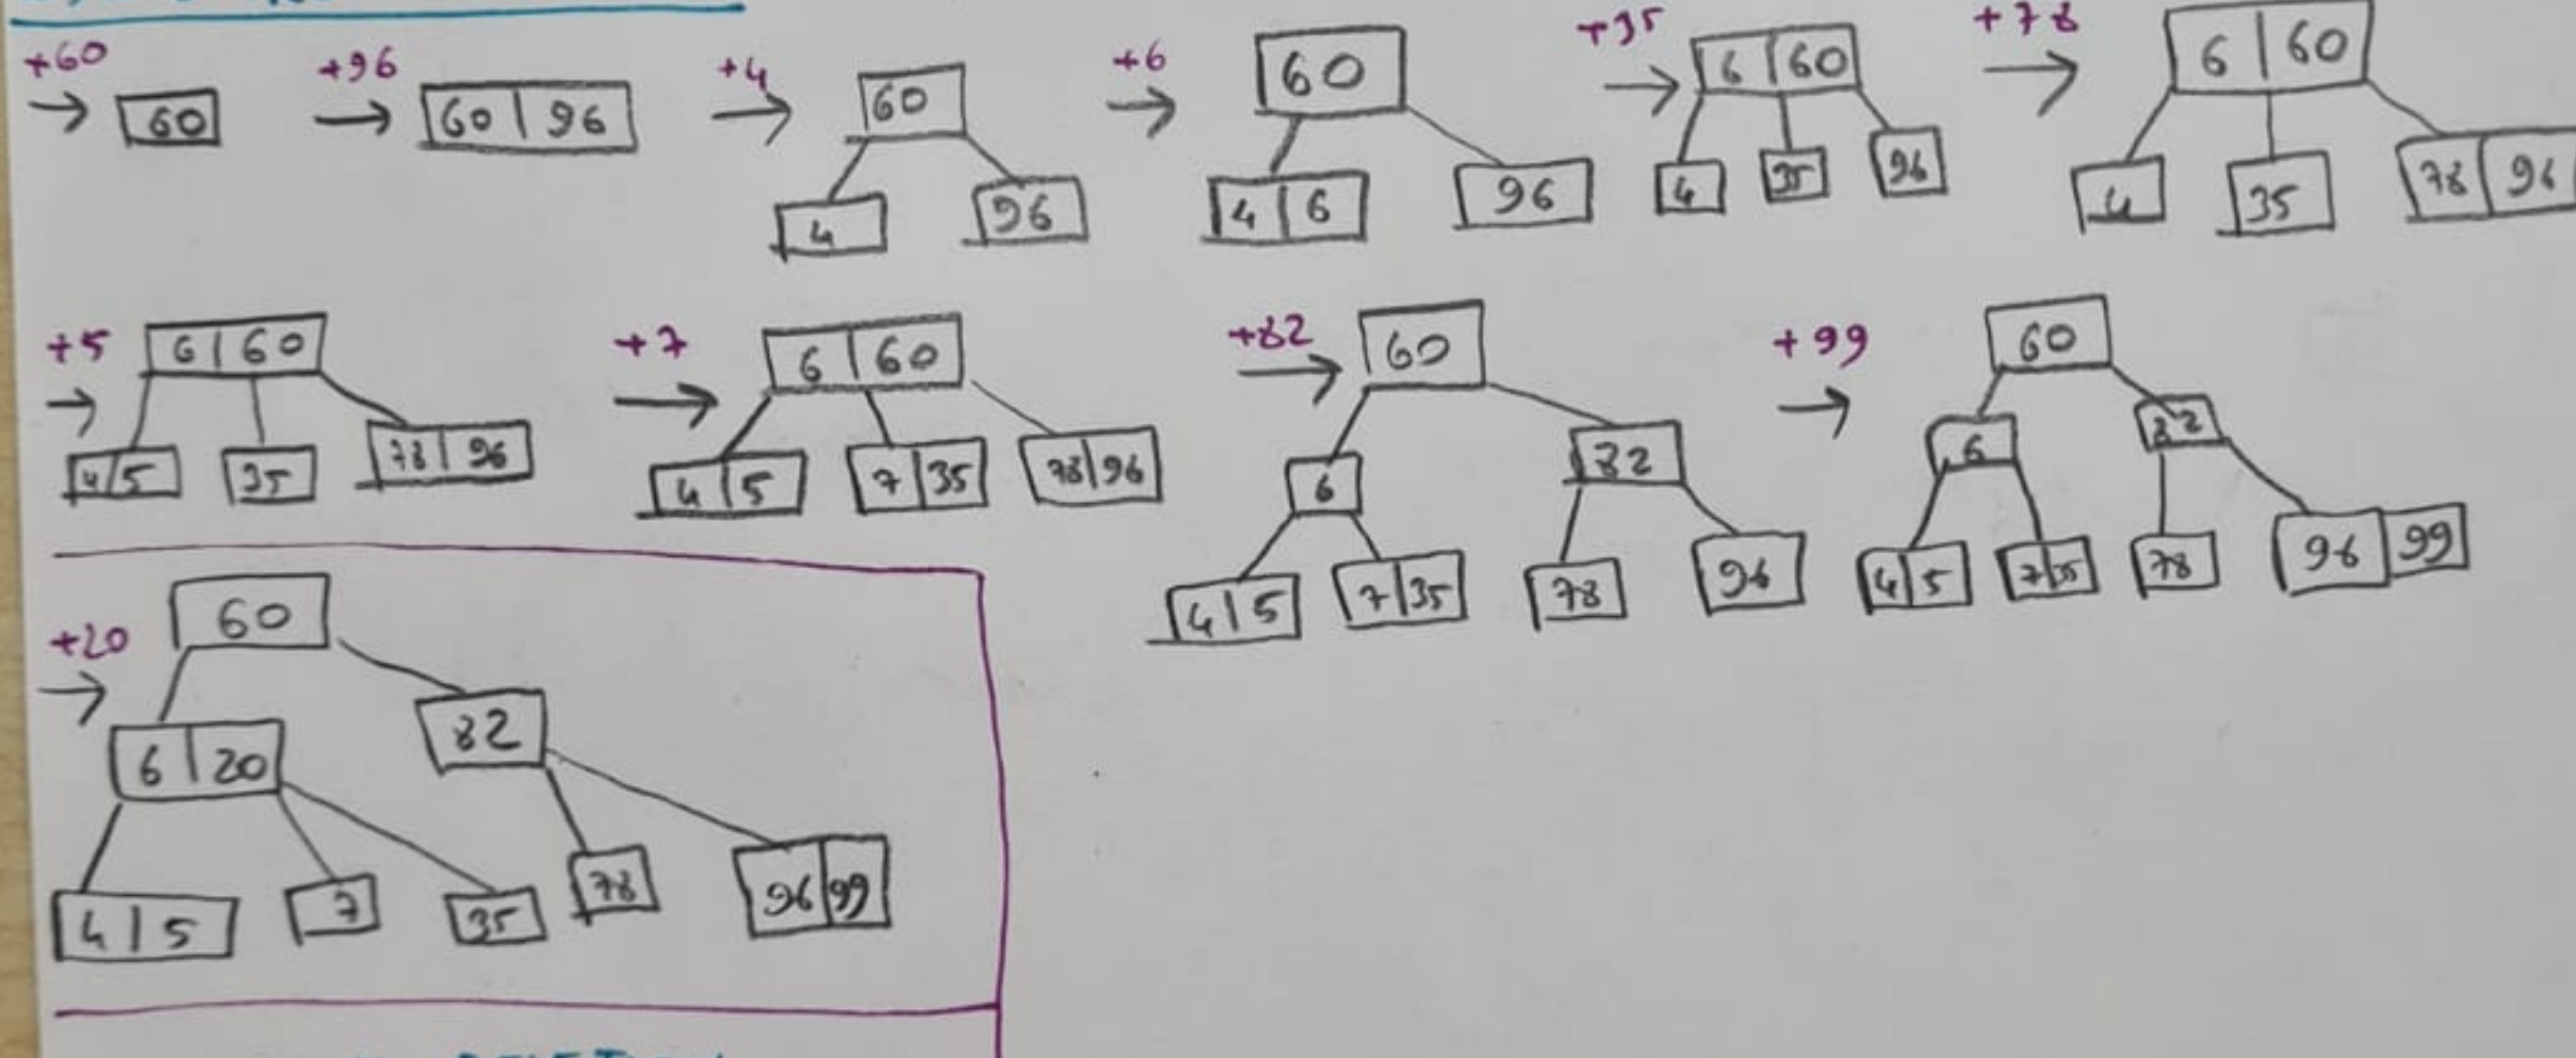 +60 → 60 +96 → 60 | 96 +4 → 60 +6 → 60 +35 → 6 | 60 +78 → 6 | 60
4 96 4 | 6 96 4 35 96 4 35 78 | 96
+5 → 6 | 60 +7 → 6 | 60 +82 → 60 +99 → 60
6 82 6 82
4 | 5 35 78 | 96 4 | 5 7 | 35 78 | 96
4 | 5 7 | 35 78 96 4 | 5 7 | 35 78 96 | 99
+20 → 60
6 | 20 82
4 | 5 7 35 78 96 | 99